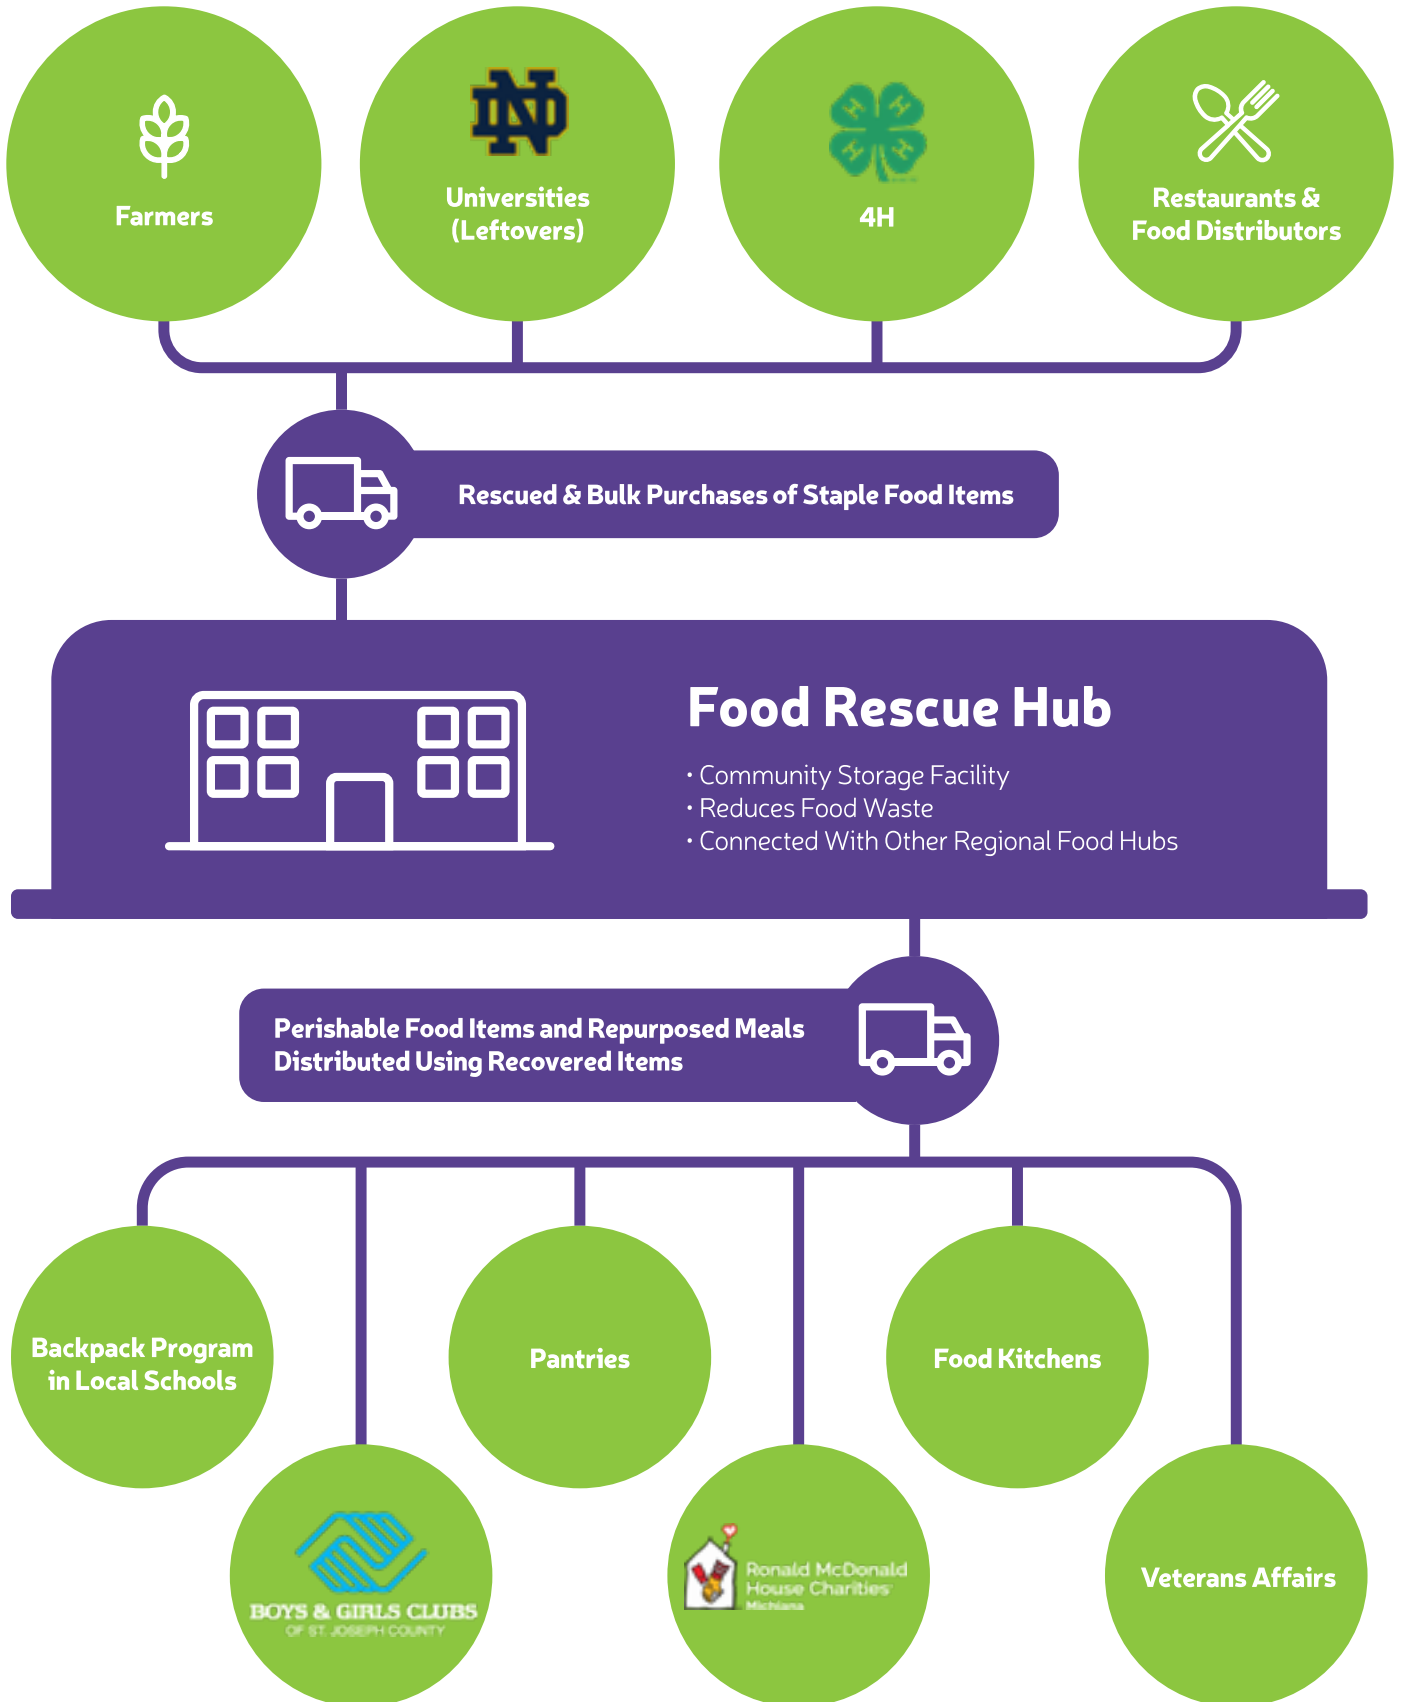 Farmers
Universities
(Leftovers)
H H
H H
4H
Restaurants &
Food Distributors
Rescued & Bulk Purchases of Staple Food Items
Food Rescue Hub
• Community Storage Facility
• Reduces Food Waste
• Connected With Other Regional Food Hubs
Perishable Food Items and Repurposed Meals
Distributed Using Recovered Items
Backpack Program
in Local Schools
Pantries
Food Kitchens
BOYS & GIRLS CLUBS
OF ST. JOSEPH COUNTY
Ronald McDonald
House Charities
Michiana
Veterans Affairs